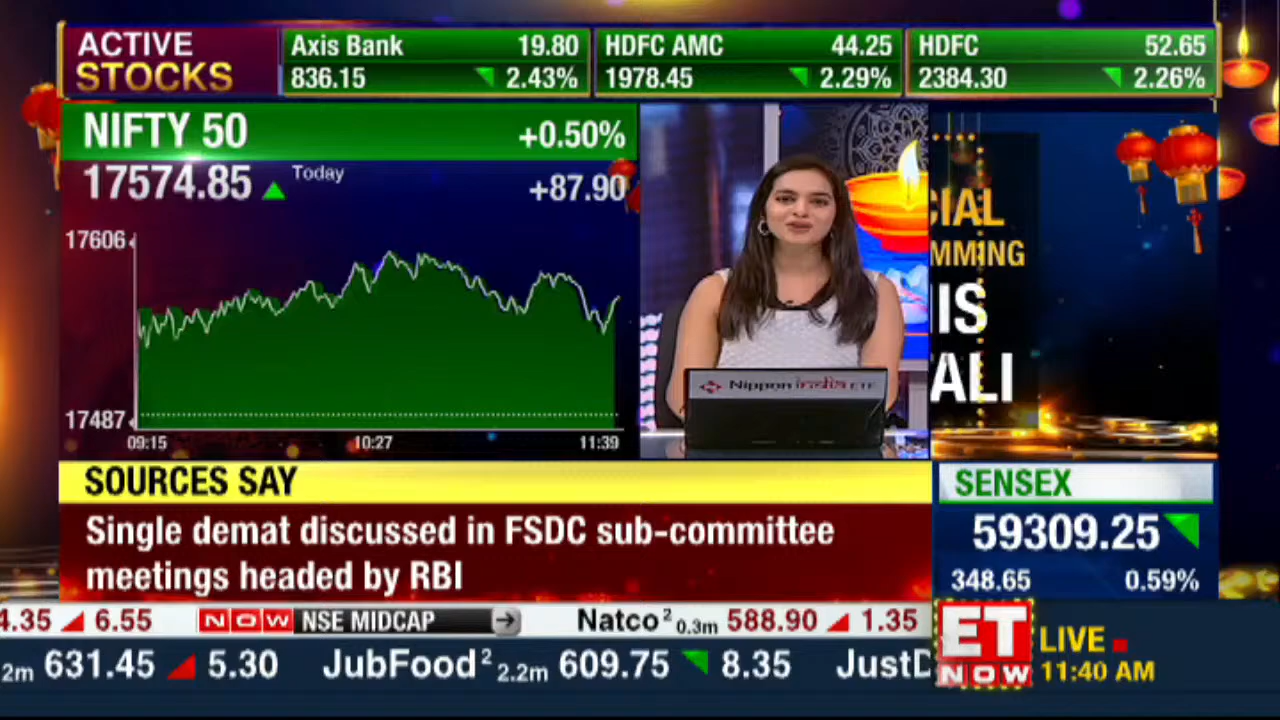 ACTIVE
STOCKS
Axis Bank 19.80
836.15 2.43%
HDFC AMC 44.25
1978.45 2.29%
HDFC 52.65
2384.30 2.26%
NIFTY 50 +0.50%
17574.85 Today +87.90
17606
17487
09:15 10:27 11:39
Nippon india ETF
CIAL
MMING
IS
ALI
SOURCES SAY
Single demat discussed in FSDC sub-committee
meetings headed by RBI
SENSEX
59309.25
348.65 0.59%
4.35 6.55 NOW NSE MIDCAP Natco² 0.3m 588.90 1.35
2m 631.45 5.30 JubFood² 2.2m 609.75 8.35 JustD
ET
NOW
LIVE
11:40 AM